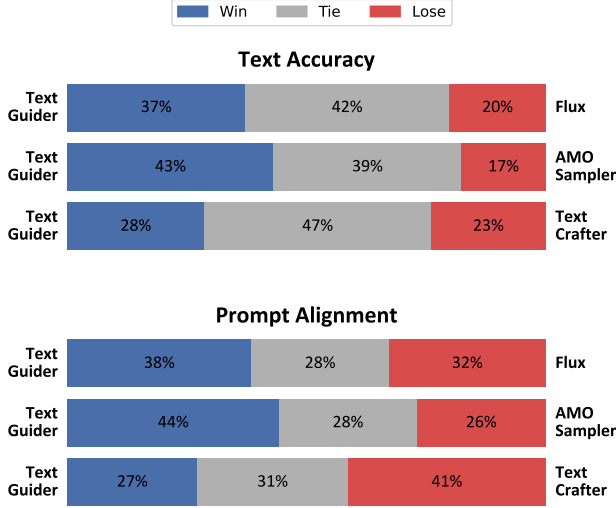 Win Tie Lose
Text Accuracy
Text
Guider
37% 42% 20%
Flux
Text
Guider
43% 39% 17%
AMO
Sampler
Text
Guider
28% 47% 23%
Text
Crafter
Prompt Alignment
Text
Guider
38% 28% 32%
Flux
Text
Guider
44% 28% 26%
AMO
Sampler
Text
Guider
27% 31% 41%
Text
Crafter